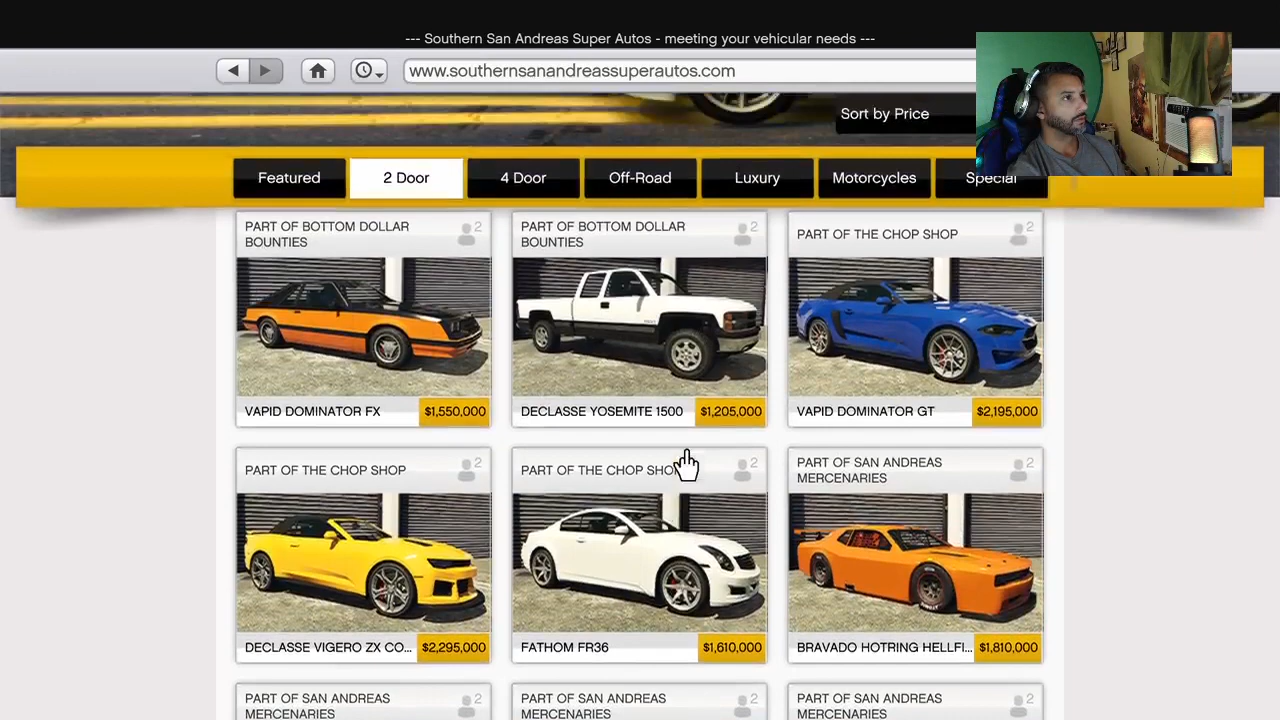 --- Southern San Andreas Super Autos - meeting your vehicular needs ---
www.southernsanandreassuperautos.com
Sort by Price
Featured
2 Door
4 Door
Off-Road
Luxury
Motorcycles
Special
PART OF BOTTOM DOLLAR
BOUNTIES
2
PART OF BOTTOM DOLLAR
BOUNTIES
2
PART OF THE CHOP SHOP
2
VAPID DOMINATOR FX
$1,550,000
DECLASSE YOSEMITE 1500
$1,205,000
VAPID DOMINATOR GT
$2,195,000
PART OF THE CHOP SHOP
2
PART OF THE CHOP SHO
2
PART OF SAN ANDREAS
MERCENARIES
2
DECLASSE VIGERO ZX CO...
$2,295,000
FATHOM FR36
$1,610,000
BRAVADO HOTRING HELLFI...
$1,810,000
PART OF SAN ANDREAS
MERCENARIES
2
PART OF SAN ANDREAS
MERCENARIES
2
PART OF SAN ANDREAS
MERCENARIES
2